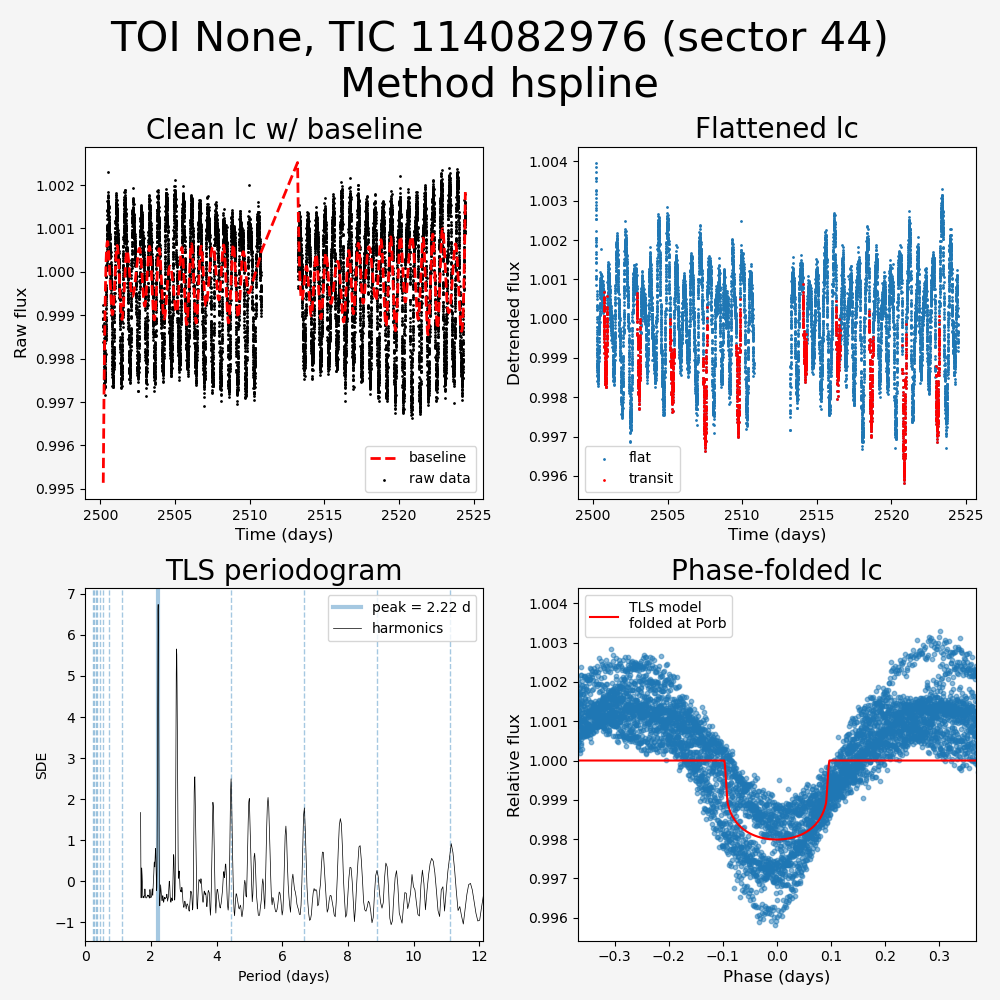 TOI None, TIC 114082976 (sector 44)
Method hspline
Clean lc w/ baseline
Raw flux
1.002
1.001
1.000
0.999
0.998
0.997
0.996
0.995
baseline
raw data
2500
2505
2510
2515
2520
2525
Time (days)
Flattened lc
Detrended flux
1.004
1.003
1.002
1.001
1.000
0.999
0.998
0.997
0.996
flat
transit
2500
2505
2510
2515
2520
2525
Time (days)
TLS periodogram
SDE
7
6
5
4
3
2
1
0
−1
peak = 2.22 d
harmonics
0
2
4
6
8
10
12
Period (days)
Phase-folded lc
Relative flux
1.004
1.003
1.002
1.001
1.000
0.999
0.998
0.997
0.996
TLS model
folded at Porb
−0.3
−0.2
−0.1
0.0
0.1
0.2
0.3
Phase (days)